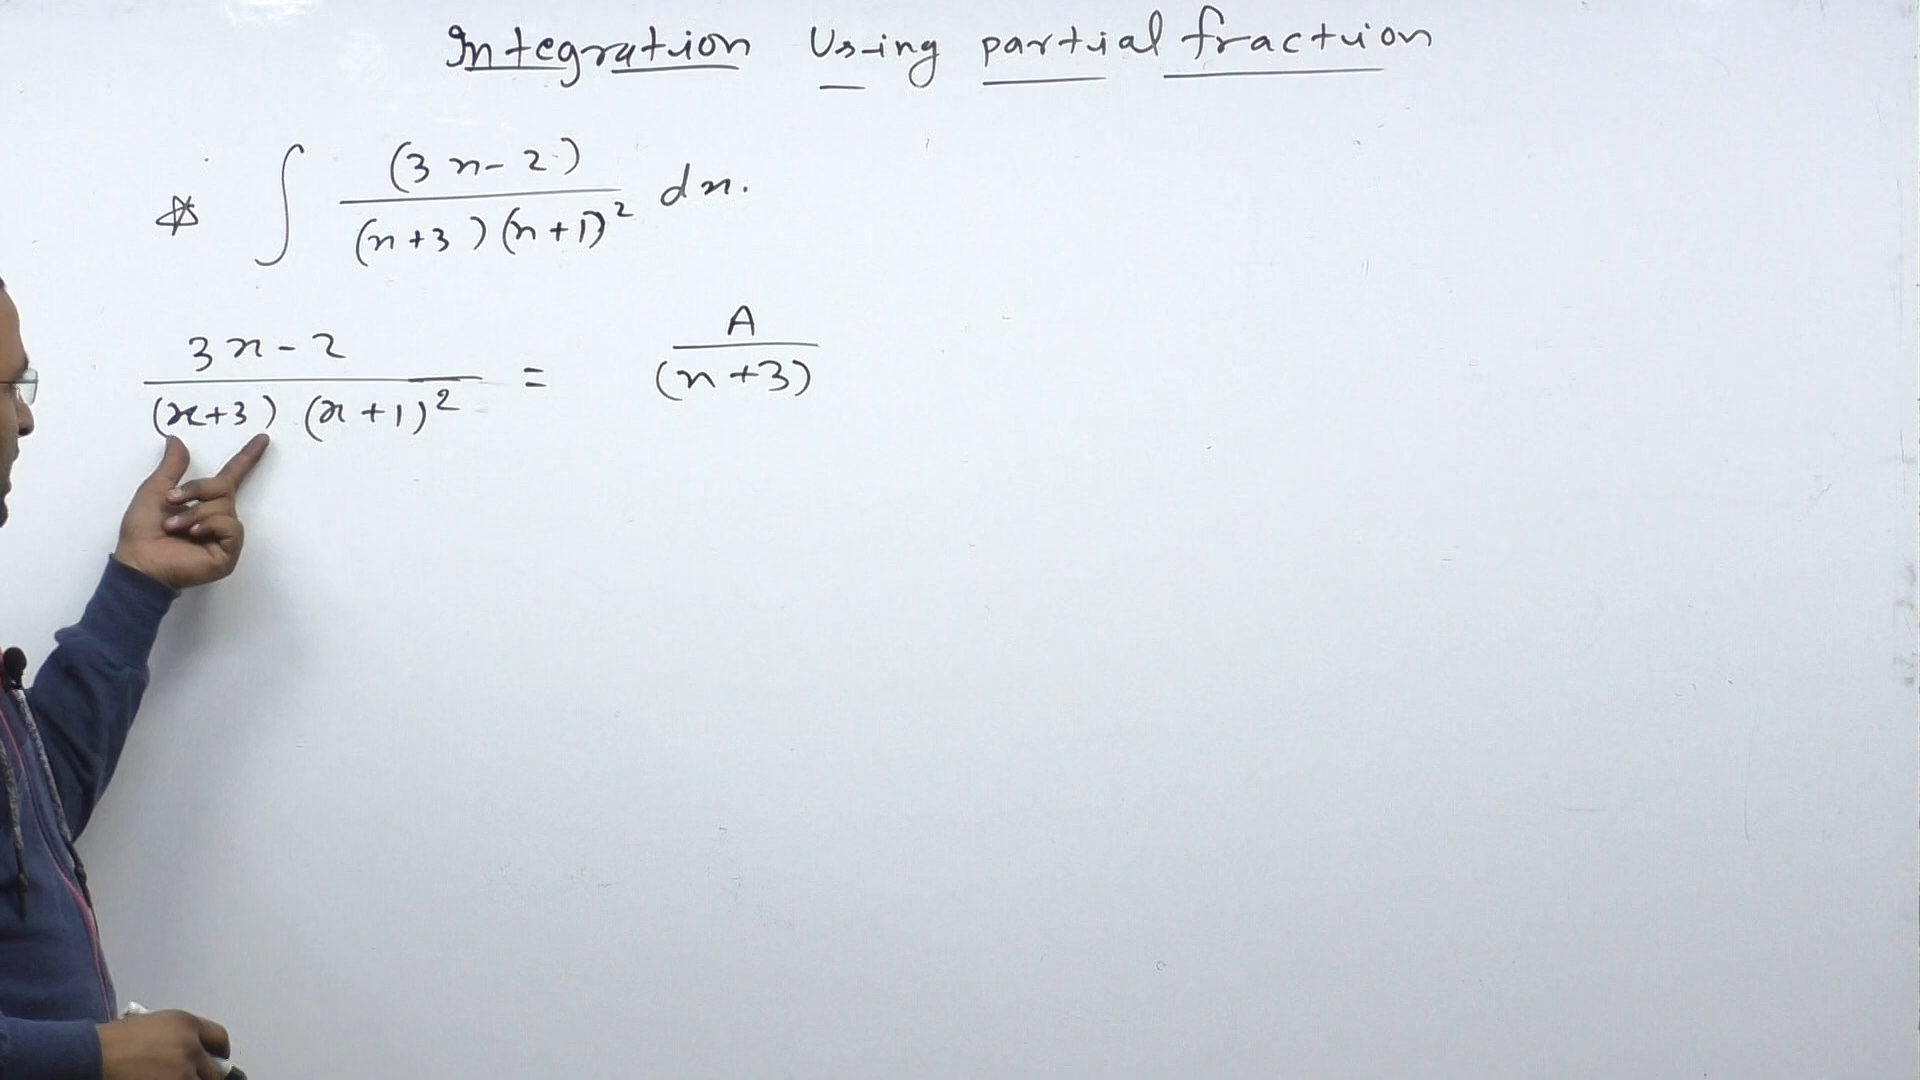 Integration Using partial fraction
☆ ∫ (3x-2) / (x+3)(x+1)² dx.
3x-2 / (x+3) (x+1)² = A / (x+3)